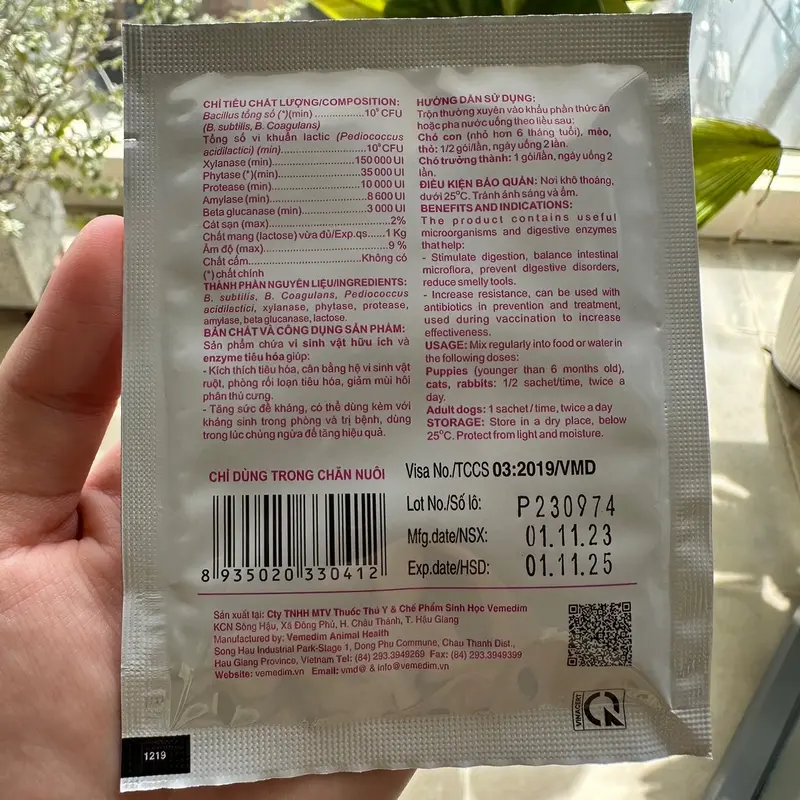 CHỈ TIÊU CHẤT LƯỢNG/COMPOSITION:
Bacillus tổng số (*)(min) ................10⁹ CFU
(B. subtilis, B. Coagulans)
Tổng số vi khuẩn lactic (Pediococcus
acidilactici) (min)......................10⁹ CFU
Xylanase (min)......................150 000 UI
Phytase (*)(min)......................35 000 UI
Protease (min)......................10 000 UI
Amylase (min)......................8 600 UI
Beta glucanase (min)......................3 000 UI
Cát sạn (max)......................2%
Chất mang (lactose) vừa đủ/Exp.qs......1 Kg
Ẩm độ (max)......................9 %
Chất cấm......................Không có
(*)chất chính
THÀNH PHẦN NGUYÊN LIỆU/INGREDIENTS:
B. subtilis, B. Coagulans, Pediococcus
acidilactici, xylanase, phytase, protease,
amylase, beta glucanase, lactose.
BẢN CHẤT VÀ CÔNG DỤNG SẢN PHẨM:
Sản phẩm chứa vi sinh vật hữu ích và
enzyme tiêu hóa giúp:
- Kích thích tiêu hóa, cân bằng hệ vi sinh vật
ruột, phòng rối loạn tiêu hóa, giảm mùi hôi
phân thú cưng.
- Tăng sức đề kháng, có thể dùng kèm với
kháng sinh trong phòng và trị bệnh, dùng
trong lúc chủng ngừa để tăng hiệu quả.
HƯỚNG DẪN SỬ DỤNG:
Trộn thường xuyên vào khẩu phần thức ăn
hoặc pha nước uống theo liều sau:
Chó con (nhỏ hơn 6 tháng tuổi), mèo,
thỏ: 1/2 gói/lần, ngày uống 2 lần.
Chó trưởng thành: 1 gói/lần, ngày uống 2
lần.
ĐIỀU KIỆN BẢO QUẢN: Nơi khô thoáng,
dưới 25°C. Tránh ánh sáng và ẩm.
BENEFITS AND INDICATIONS:
The product contains useful
microorganisms and digestive enzymes
that help:
- Stimulate digestion, balance intestinal
microflora, prevent digestive disorders,
reduce smelly tools.
- Increase resistance, can be used with
antibiotics in prevention and treatment,
used during vaccination to increase
effectiveness.
USAGE: Mix regularly into food or water in
the following doses:
Puppies (younger than 6 months old),
cats, rabbits: 1/2 sachet/time, twice a
day.
Adult dogs: 1 sachet / time, twice a day
STORAGE: Store in a dry place, below
25°C. Protect from light and moisture.
CHỈ DÙNG TRONG CHĂN NUÔI
8 935020 330412
Visa No./TCCS 03:2019/VMD
Lot No./Số lô: P230974
Mfg.date/NSX: 01.11.23
Exp.date/HSD: 01.11.25
Sản xuất tại: Cty TNHH MTV Thuốc Thú Y & Chế Phẩm Sinh Học Vemedim
KCN Sông Hậu, Xã Đông Phú, H. Châu Thành, T. Hậu Giang
Manufactured by: Vemedim Animal Health
Song Hau Industrial Park-Stage 1, Dong Phu Commune, Chau Thanh Dist.,
Hau Giang Province, Vietnam Tel: (84) 293.3949269 Fax: (84) 293.3949399
Website: vemedim.vn Email: vmd@ & info@vemedim.vn
VINACERT
1219